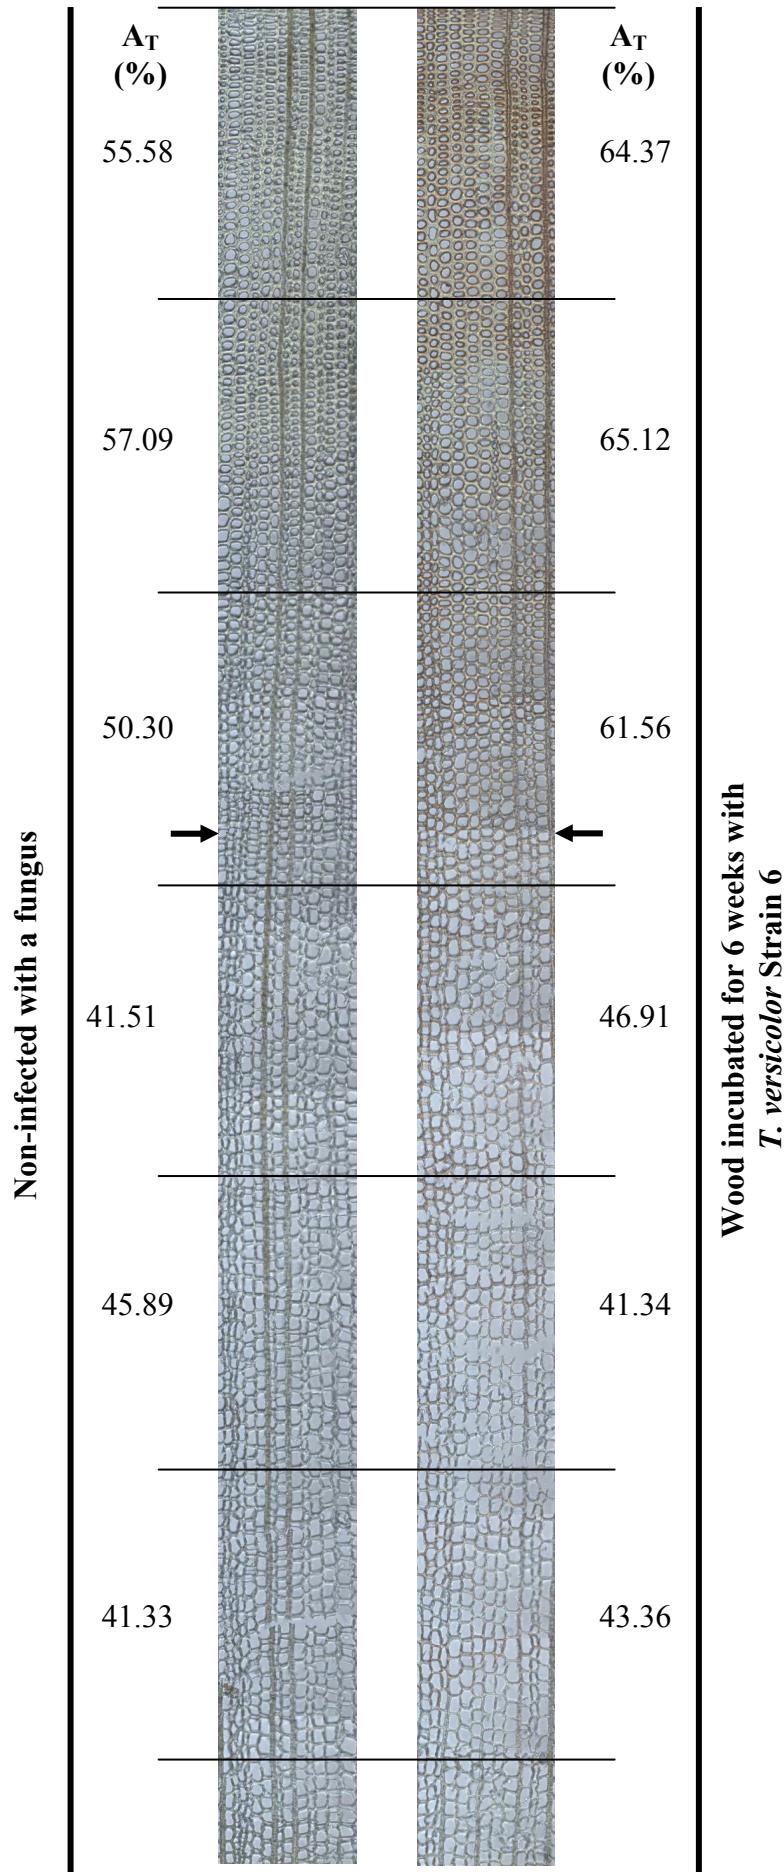 A_T
(%)
A_T
(%)
55.58
64.37
57.09
65.12
50.30
61.56
41.51
46.91
45.89
41.34
41.33
43.36
Non-infected with a fungus
Wood incubated for 6 weeks with
T. versicolor Strain 6